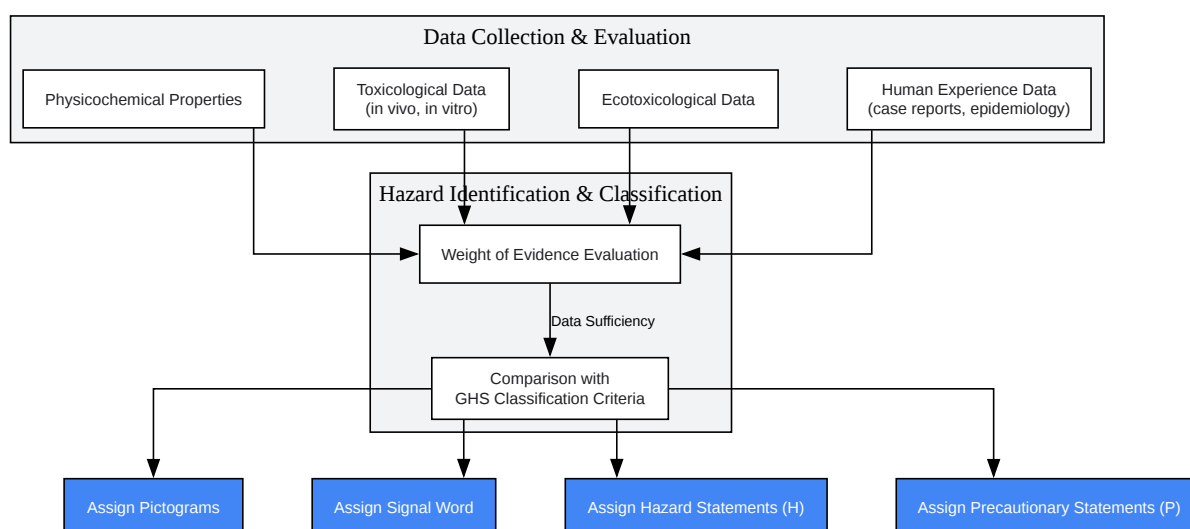 Data Collection & Evaluation
Physicochemical Properties
Toxicological Data
(in vivo, in vitro)
Ecotoxicological Data
Human Experience Data
(case reports, epidemiology)
Hazard Identification & Classification
Weight of Evidence Evaluation
Data Sufficiency
Comparison with
GHS Classification Criteria
Assign Pictograms
Assign Signal Word
Assign Hazard Statements (H)
Assign Precautionary Statements (P)